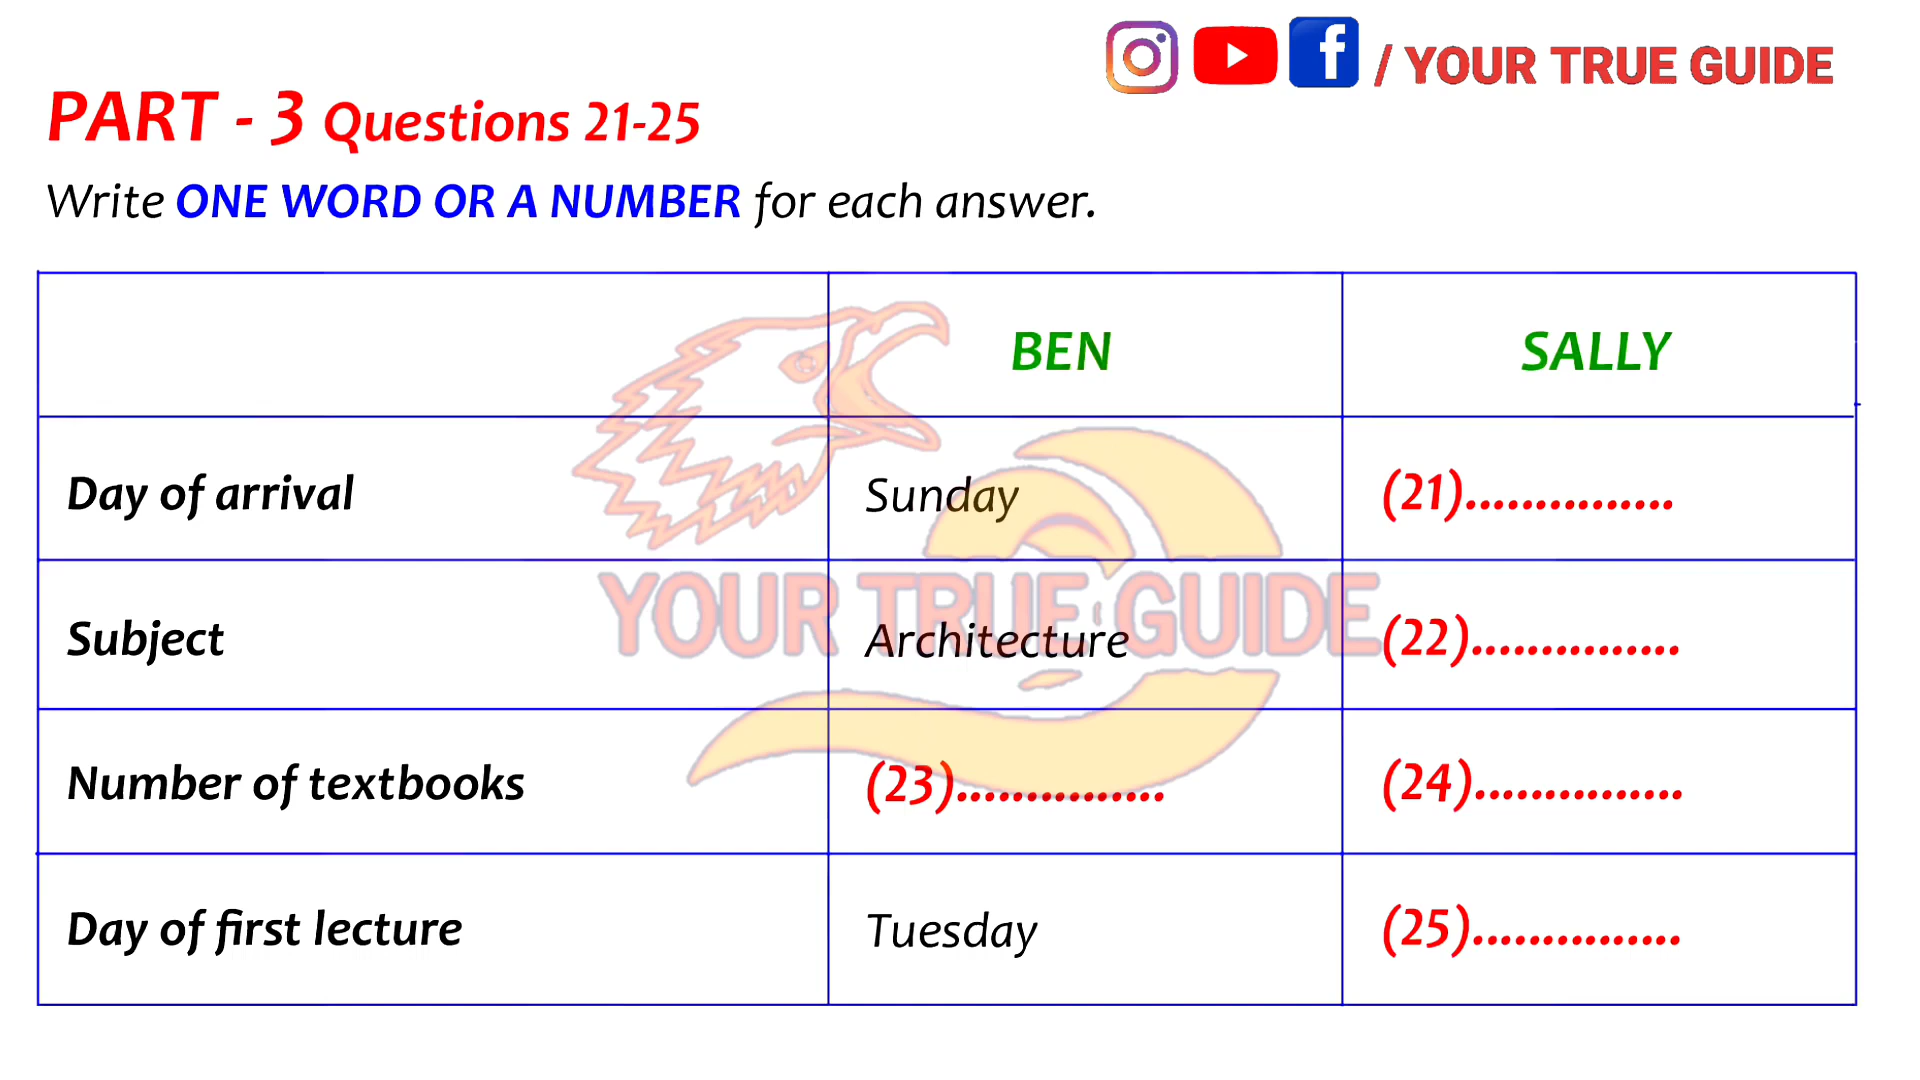 / YOUR TRUE GUIDE
PART - 3 Questions 21-25
Write ONE WORD OR A NUMBER for each answer.
BEN SALLY
Day of arrival Sunday (21)...............
YOUR TRUE GUIDE
Subject Architecture (22)...............
Number of textbooks (23)............... (24)...............
Day of first lecture Tuesday (25)...............